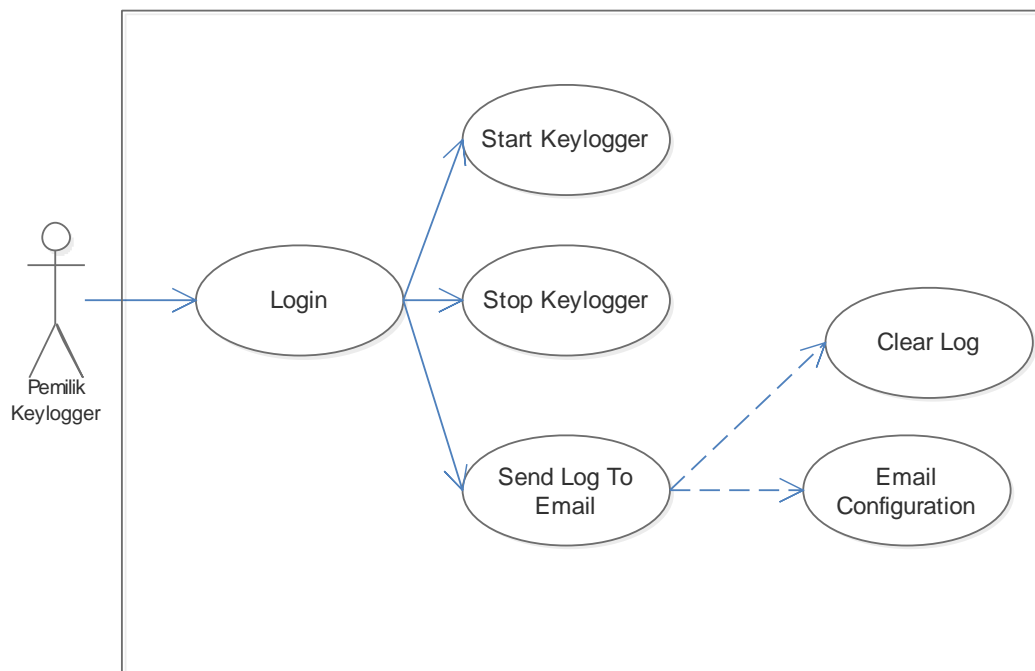 Start Keylogger
Login
Stop Keylogger
Clear Log
Pemilik
Keylogger
Send Log To
Email
Email
Configuration